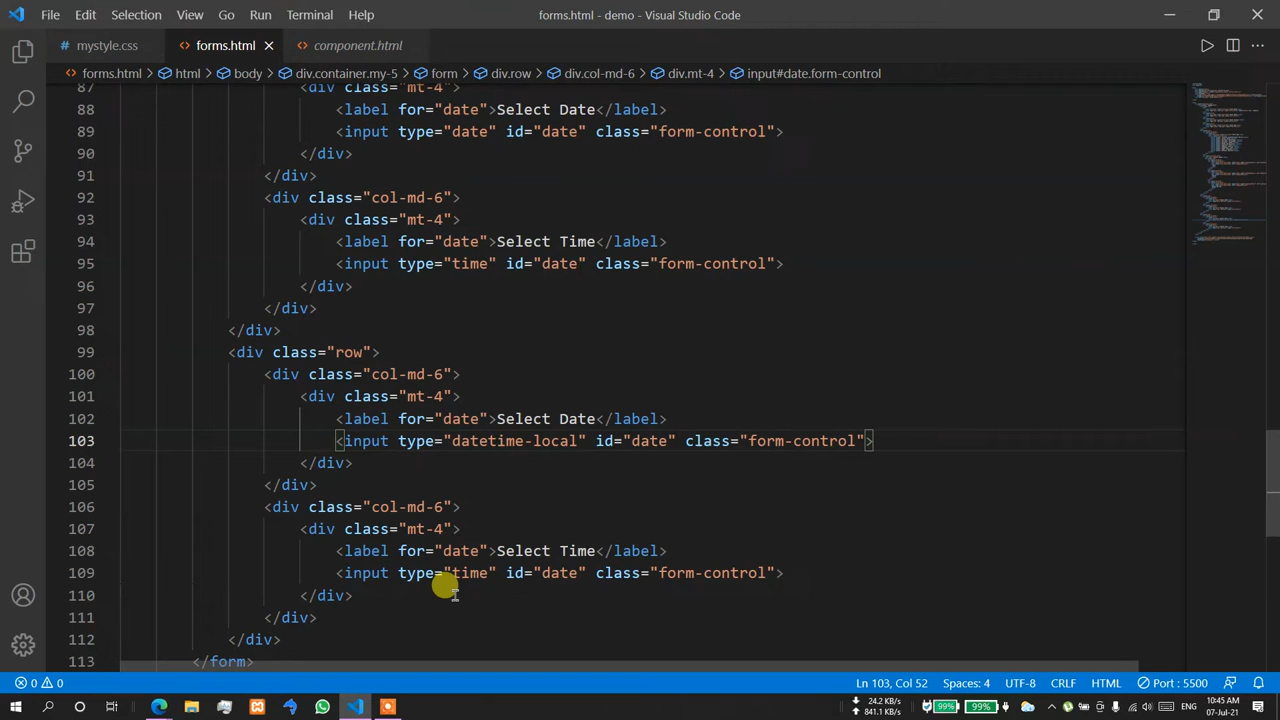 File Edit Selection View Go Run Terminal Help forms.html - demo - Visual Studio Code
mystyle.css forms.html component.html
forms.html > html > body > div.container.my-5 > form > div.row > div.col-md-6 > div.mt-4 > input#date.form-control
87 <div class="mt-4">
88 <label for="date">Select Date</label>
89 <input type="date" id="date" class="form-control">
90 </div>
91 </div>
92 <div class="col-md-6">
93 <div class="mt-4">
94 <label for="date">Select Time</label>
95 <input type="time" id="date" class="form-control">
96 </div>
97 </div>
98 </div>
99 <div class="row">
100 <div class="col-md-6">
101 <div class="mt-4">
102 <label for="date">Select Date</label>
103 <input type="datetime-local" id="date" class="form-control">
104 </div>
105 </div>
106 <div class="col-md-6">
107 <div class="mt-4">
108 <label for="date">Select Time</label>
109 <input type="time" id="date" class="form-control">
110 </div>
111 </div>
112 </div>
113 </form>
0 0 Ln 103, Col 52 Spaces: 4 UTF-8 CRLF HTML Port : 5500
24.2 KB/s
841.1 KB/s
99% 99% ENG
10:45 AM
07-Jul-21